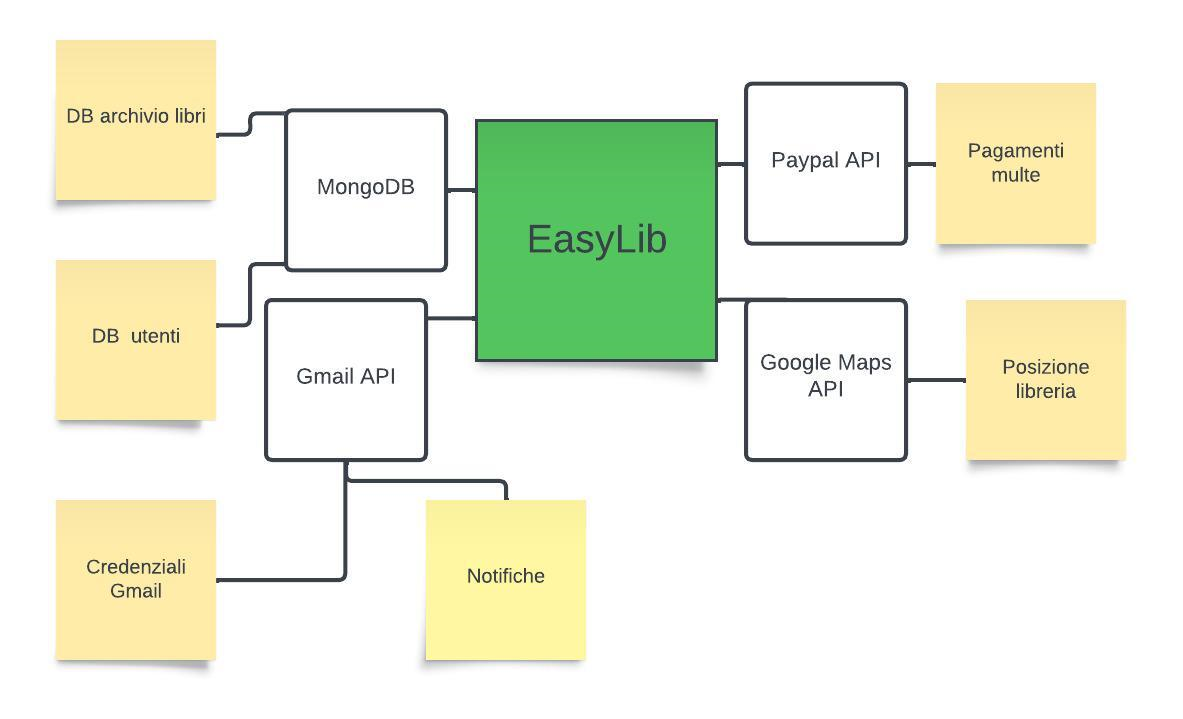 DB archivio libri
MongoDB
DB utenti
Gmail API
Credenziali
Gmail
Notifiche
EasyLib
Paypal API
Pagamenti
multe
Google Maps
API
Posizione
libreria